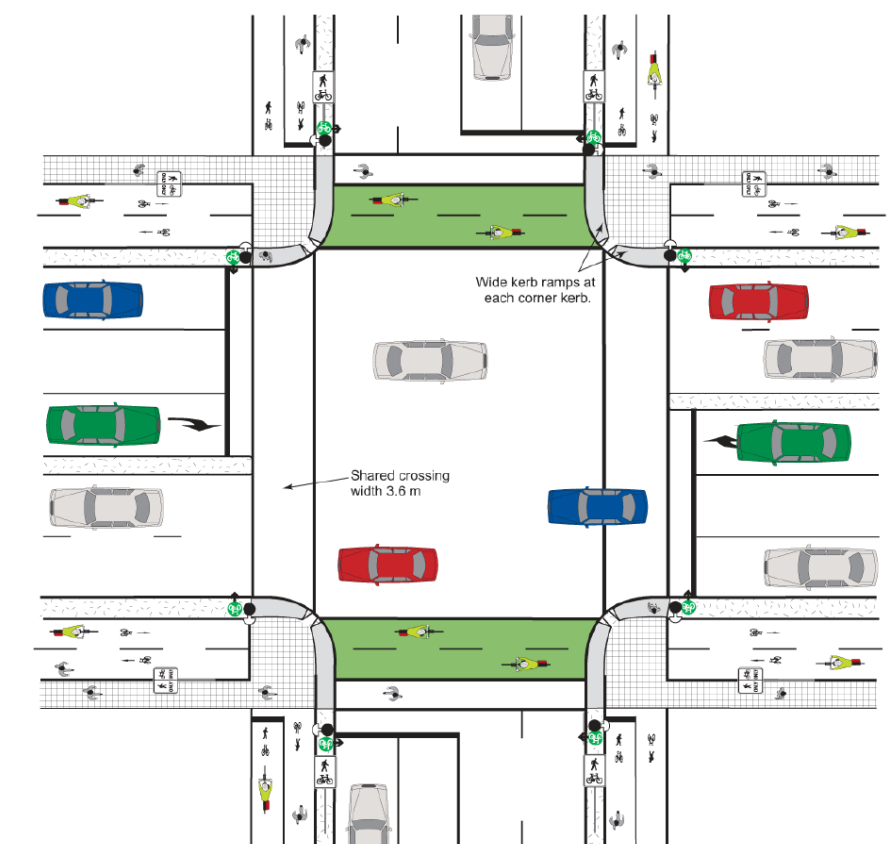 Wide kerb ramps at
each corner kerb.
Shared crossing
width 3.6 m